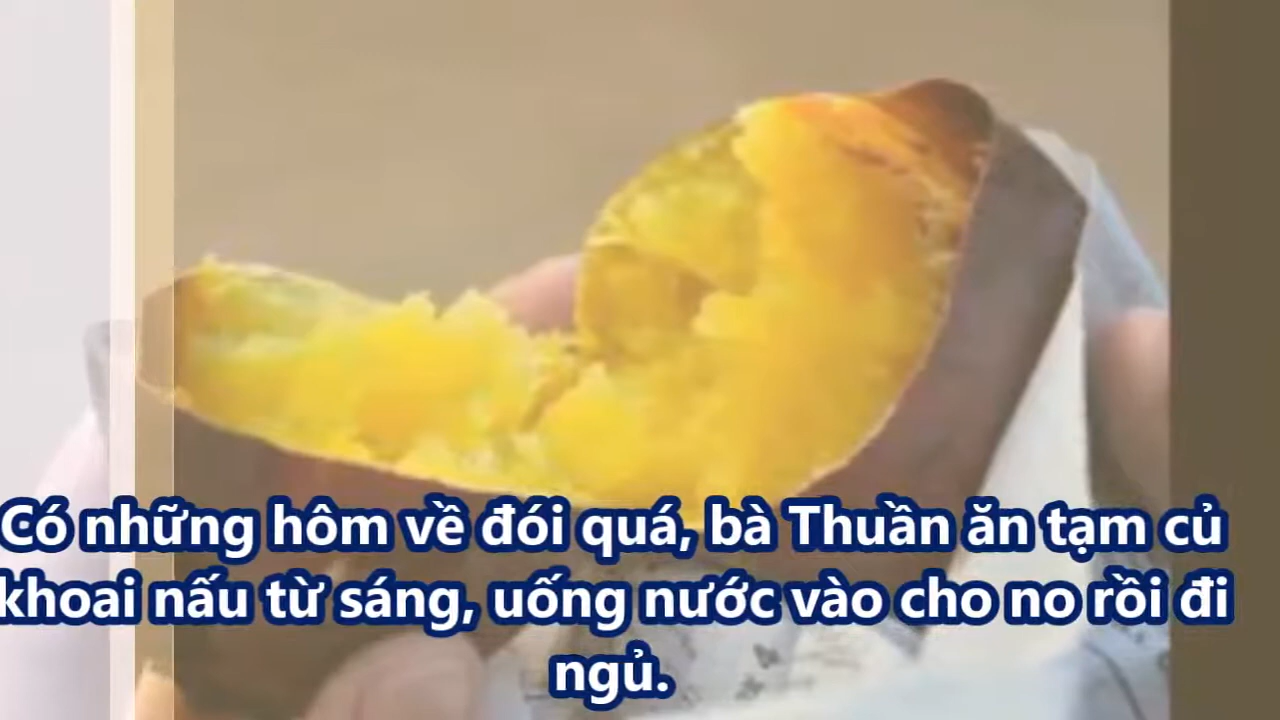 Có những hôm về đói quá, bà Thuần ăn tạm củ
khoai nấu từ sáng, uống nước vào cho no rồi đi
ngủ.